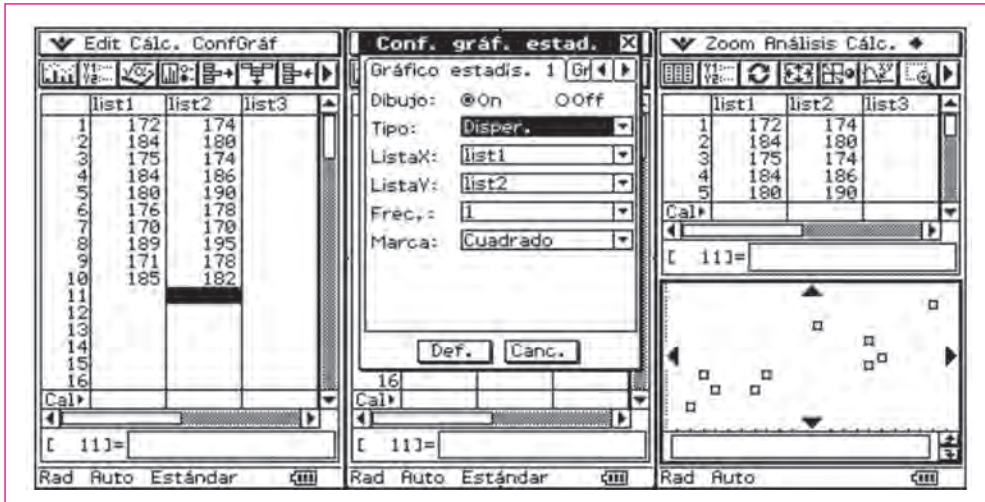 Edit Cálc. ConfGráf
list1 list2 list3
1 172 174
2 184 180
3 175 174
4 184 186
5 180 190
6 176 178
7 170 170
8 189 195
9 171 178
10 185 182
11
12
13
14
15
16
Cal
[ 11]=
Rad Auto Estándar
Conf. gráf. estad.
Gráfico estadís. 1 Gr
Dibujo: On Off
Tipo: Disper.
ListaX: list1
ListaY: list2
Frec.: 1
Marca: Cuadrado
Def. Canc.
16
Cal
[ 11]=
Rad Auto Estándar
Zoom Análisis Cálc.
list1 list2 list3
1 172 174
2 184 180
3 175 174
4 184 186
5 180 190
Cal
[ 11]=
Rad Auto